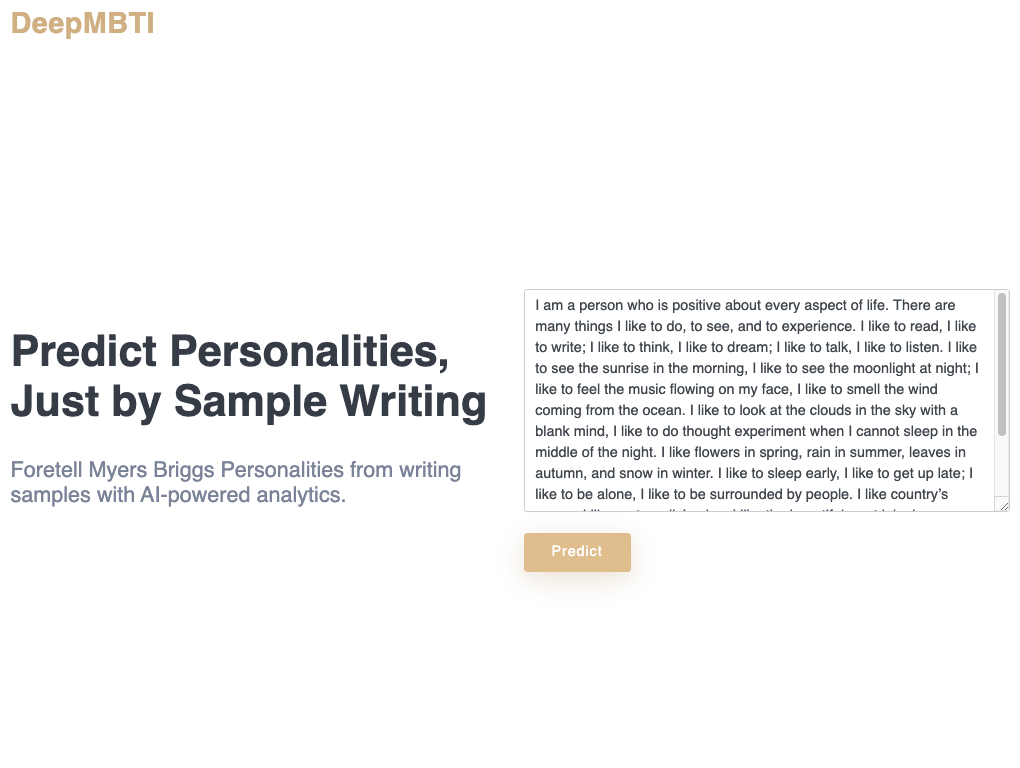 DeepMBTI
Predict Personalities,
Just by Sample Writing
Foretell Myers Briggs Personalities from writing
samples with AI-powered analytics.
I am a person who is positive about every aspect of life. There are
many things I like to do, to see, and to experience. I like to read, I like
to write; I like to think, I like to dream; I like to talk, I like to listen. I like
to see the sunrise in the morning, I like to see the moonlight at night; I
like to feel the music flowing on my face, I like to smell the wind
coming from the ocean. I like to look at the clouds in the sky with a
blank mind, I like to do thought experiment when I cannot sleep in the
middle of the night. I like flowers in spring, rain in summer, leaves in
autumn, and snow in winter. I like to sleep early, I like to get up late; I
like to be alone, I like to be surrounded by people. I like country’s
Predict